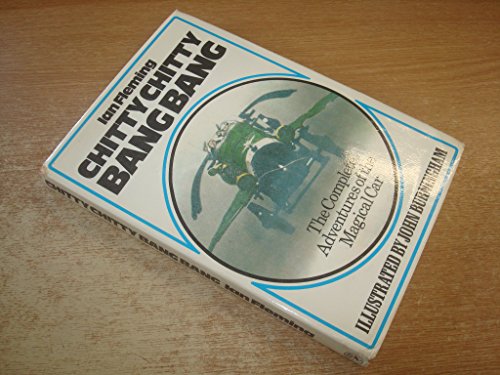 Ian Fleming
CHITTY CHITTY
BANG BANG
The Complete
Adventures of the
Magical Car
ILLUSTRATED BY JOHN BURNINGHAM
CHITTY CHITTY BANG BANG Ian Fleming